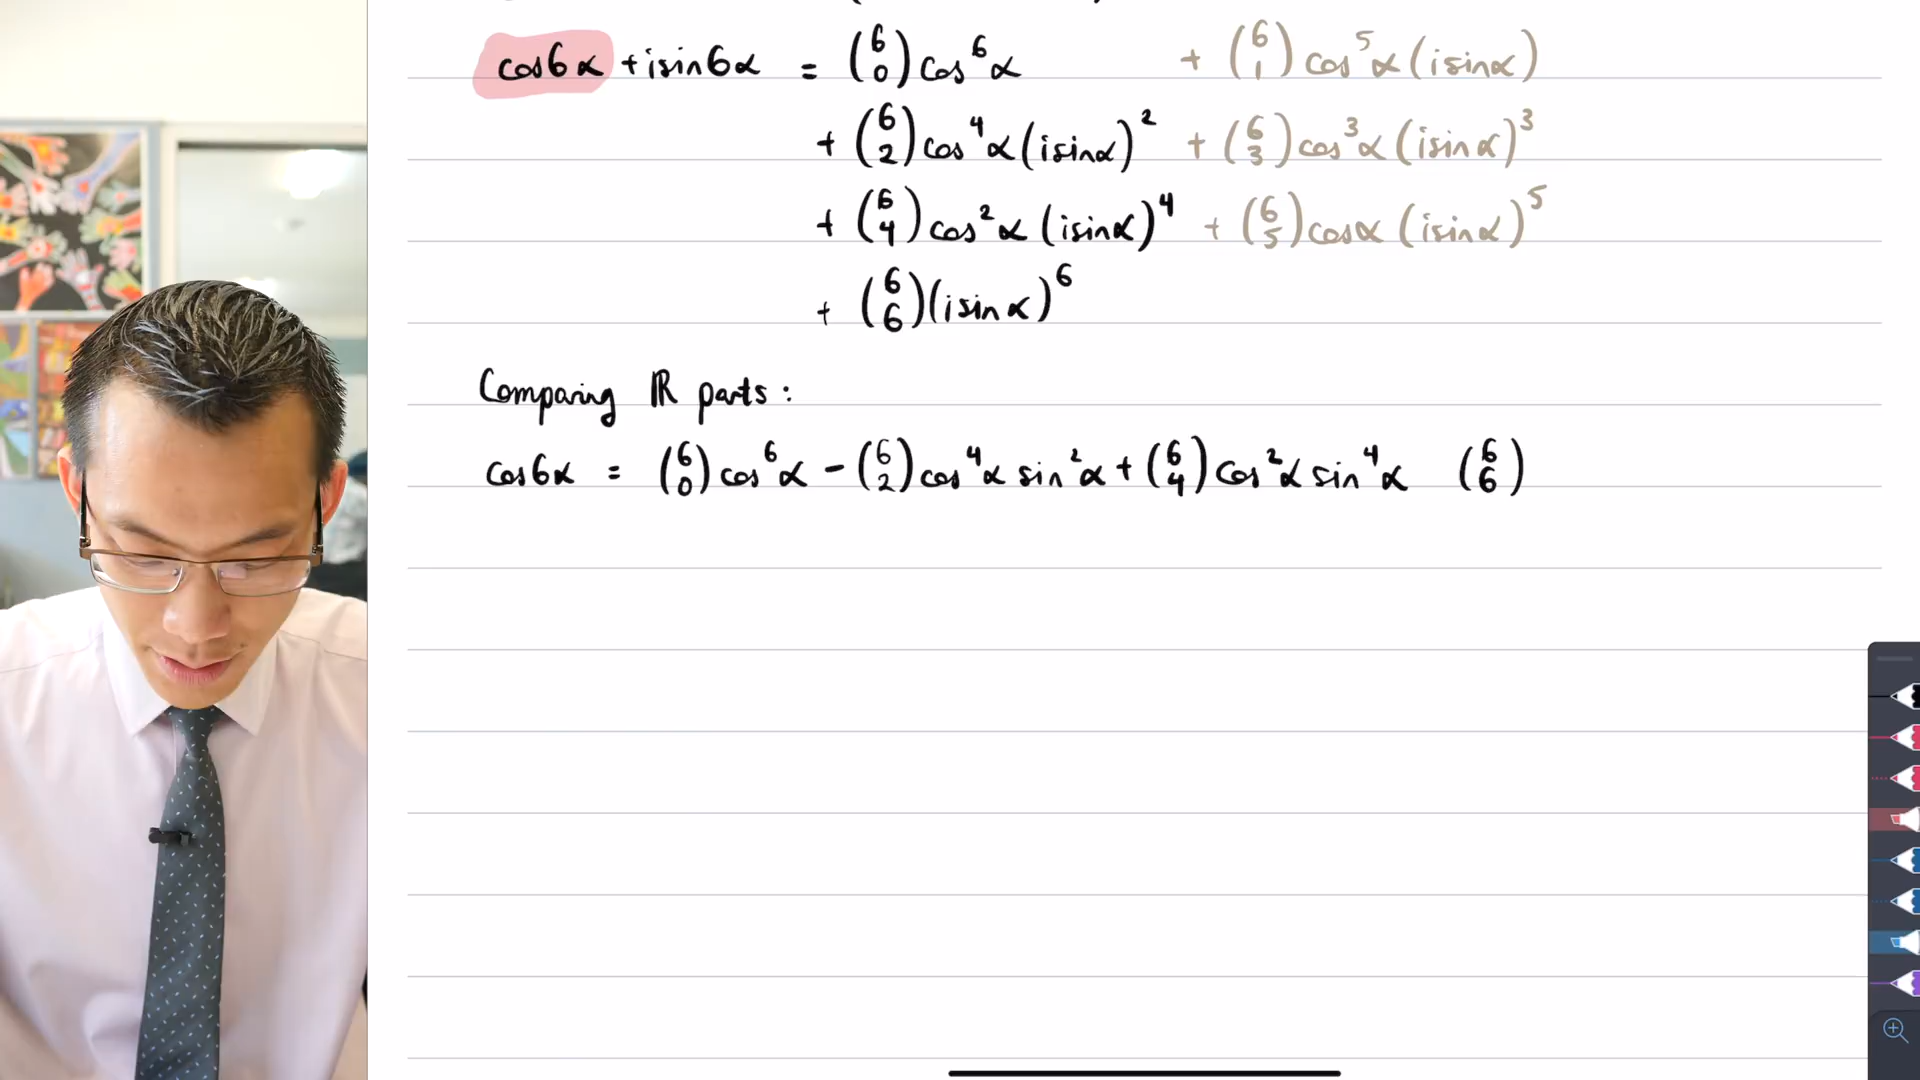 cos6α + isin6α = (6 0) cos⁶α + (6 1) cos⁵α (isinα)
+ (6 2) cos⁴α (isinα)² + (6 3) cos³α (isinα)³
+ (6 4) cos²α (isinα)⁴ + (6 5) cosα (isinα)⁵
+ (6 6) (isinα)⁶
Comparing ℝ parts:
cos6α = (6 0) cos⁶α − (6 2) cos⁴α sin²α + (6 4) cos²α sin⁴α (6 6)